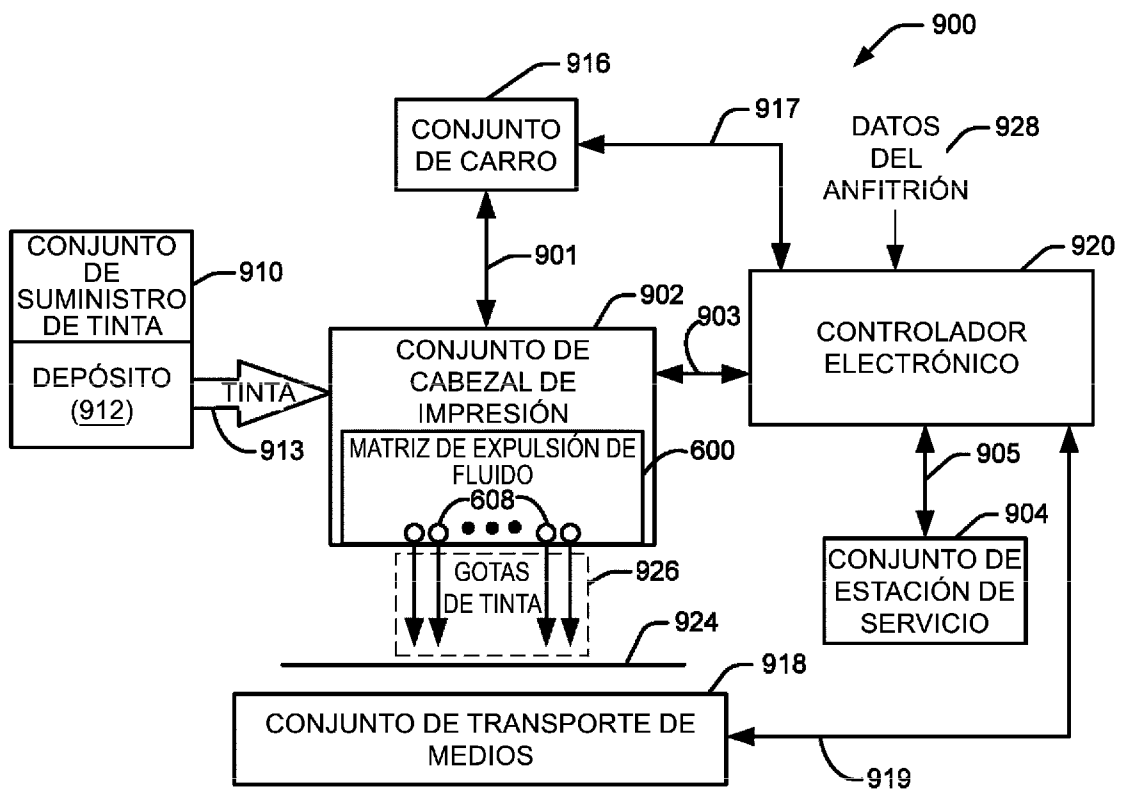 900
916
CONJUNTO
DE CARRO
917
DATOS
DEL
ANFITRIÓN
928
CONJUNTO
DE
SUMINISTRO
DE TINTA
910
901
920
902
903
CONTROLADOR
ELECTRÓNICO
DEPÓSITO
(912)
TINTA
913
CONJUNTO DE
CABEZAL DE
IMPRESIÓN
MATRIZ DE EXPULSIÓN DE
FLUIDO
600
608
905
904
CONJUNTO DE
ESTACIÓN DE
SERVICIO
GOTAS
DE TINTA
926
924
918
CONJUNTO DE TRANSPORTE DE
MEDIOS
919